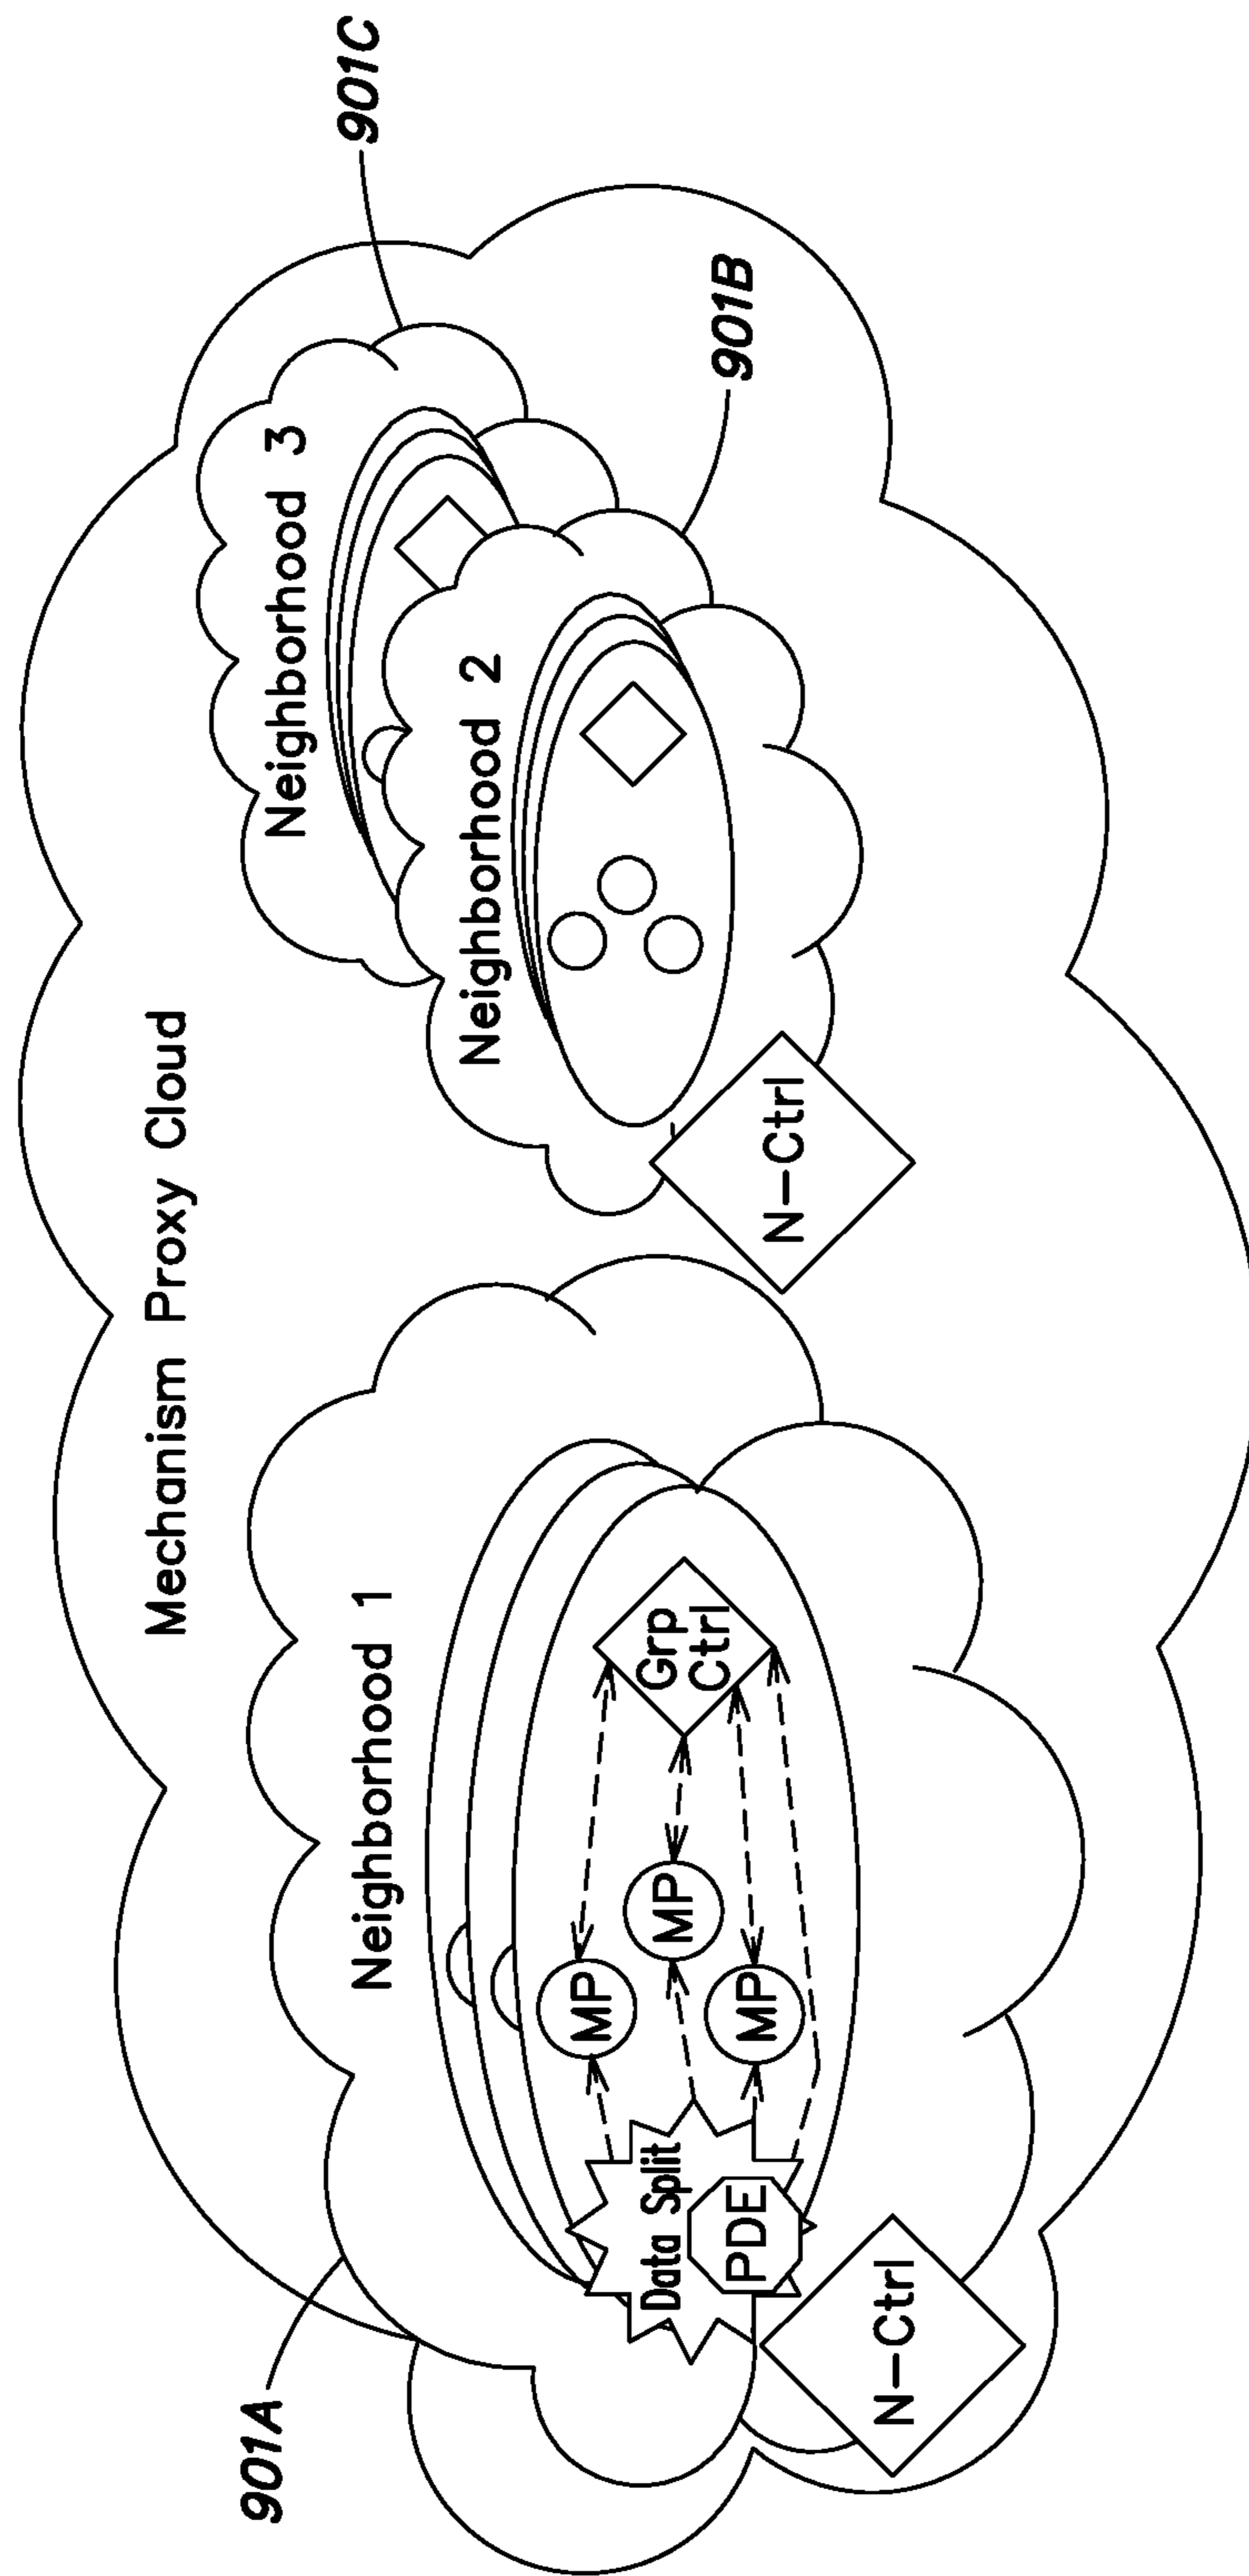 Mechanism Proxy Cloud
901A
Neighborhood 1
MP
MP
MP
Grp
Ctrl
Data Split
PDE
N-Ctrl
Neighborhood 2
901B
N-Ctrl
Neighborhood 3
901C